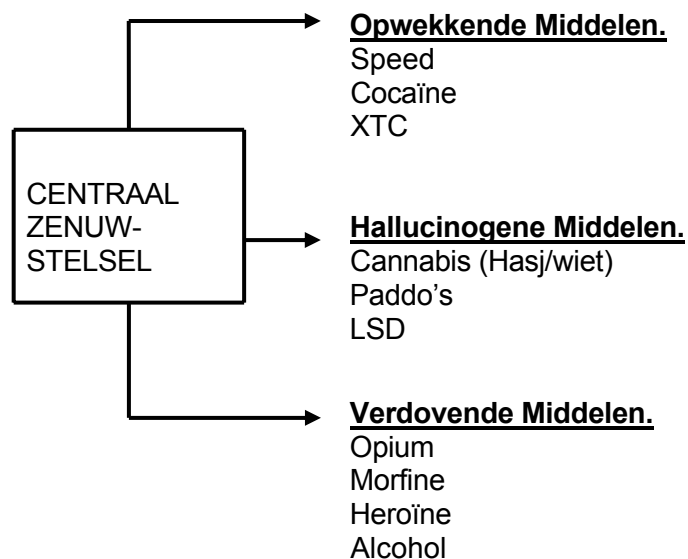 Opwekkende Middelen.
Speed
Cocaïne
XTC
CENTRAAL
ZENUW-
STELSEL
Hallucinogene Middelen.
Cannabis (Hasj/wiet)
Paddo’s
LSD
Verdovende Middelen.
Opium
Morfine
Heroïne
Alcohol